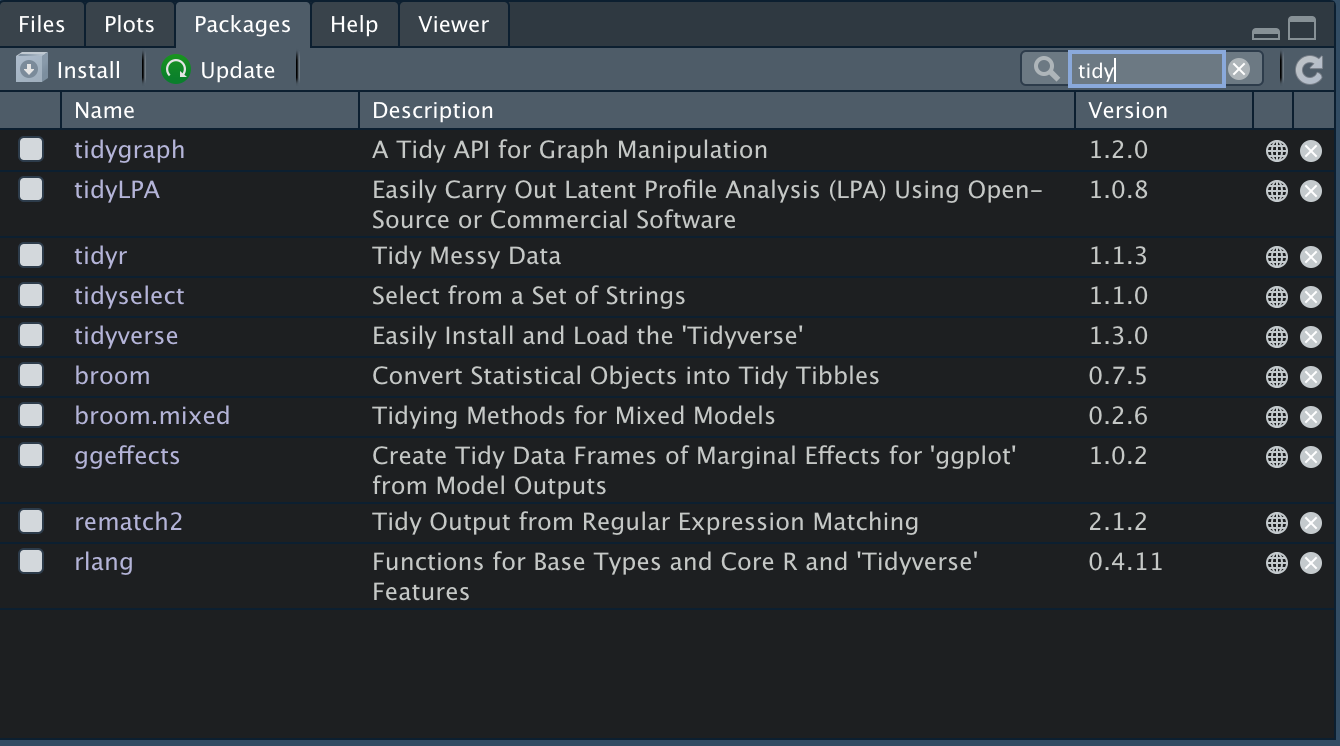 Files Plots Packages Help Viewer
Install Update tidy
Name Description Version
tidygraph A Tidy API for Graph Manipulation 1.2.0
tidyLPA Easily Carry Out Latent Profile Analysis (LPA) Using Open- 1.0.8
Source or Commercial Software
tidyr Tidy Messy Data 1.1.3
tidyselect Select from a Set of Strings 1.1.0
tidyverse Easily Install and Load the 'Tidyverse' 1.3.0
broom Convert Statistical Objects into Tidy Tibbles 0.7.5
broom.mixed Tidying Methods for Mixed Models 0.2.6
ggeffects Create Tidy Data Frames of Marginal Effects for 'ggplot' 1.0.2
from Model Outputs
rematch2 Tidy Output from Regular Expression Matching 2.1.2
rlang Functions for Base Types and Core R and 'Tidyverse' 0.4.11
Features